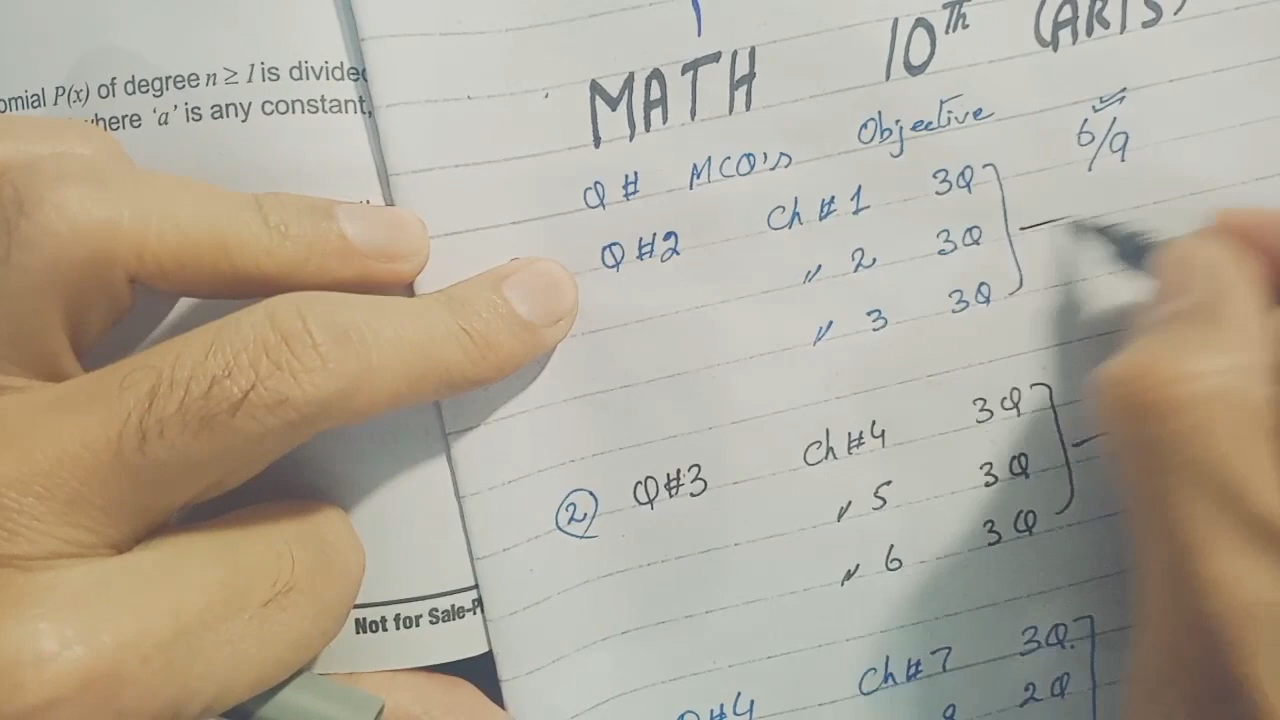 omial P(x) of degree n ≥ 1 is divided
here 'a' is any constant,
Not for Sale-P
MATH 10TH (ARTS)
Q # MCQ's Objective
Q #2 Ch # 1 3Q 6/9
〃 2 3Q
〃 3 3Q
② Q#3 Ch #4 3Q
〃 5 3Q
〃 6 3Q
Q#4 Ch #7 3Q.
8 2Q